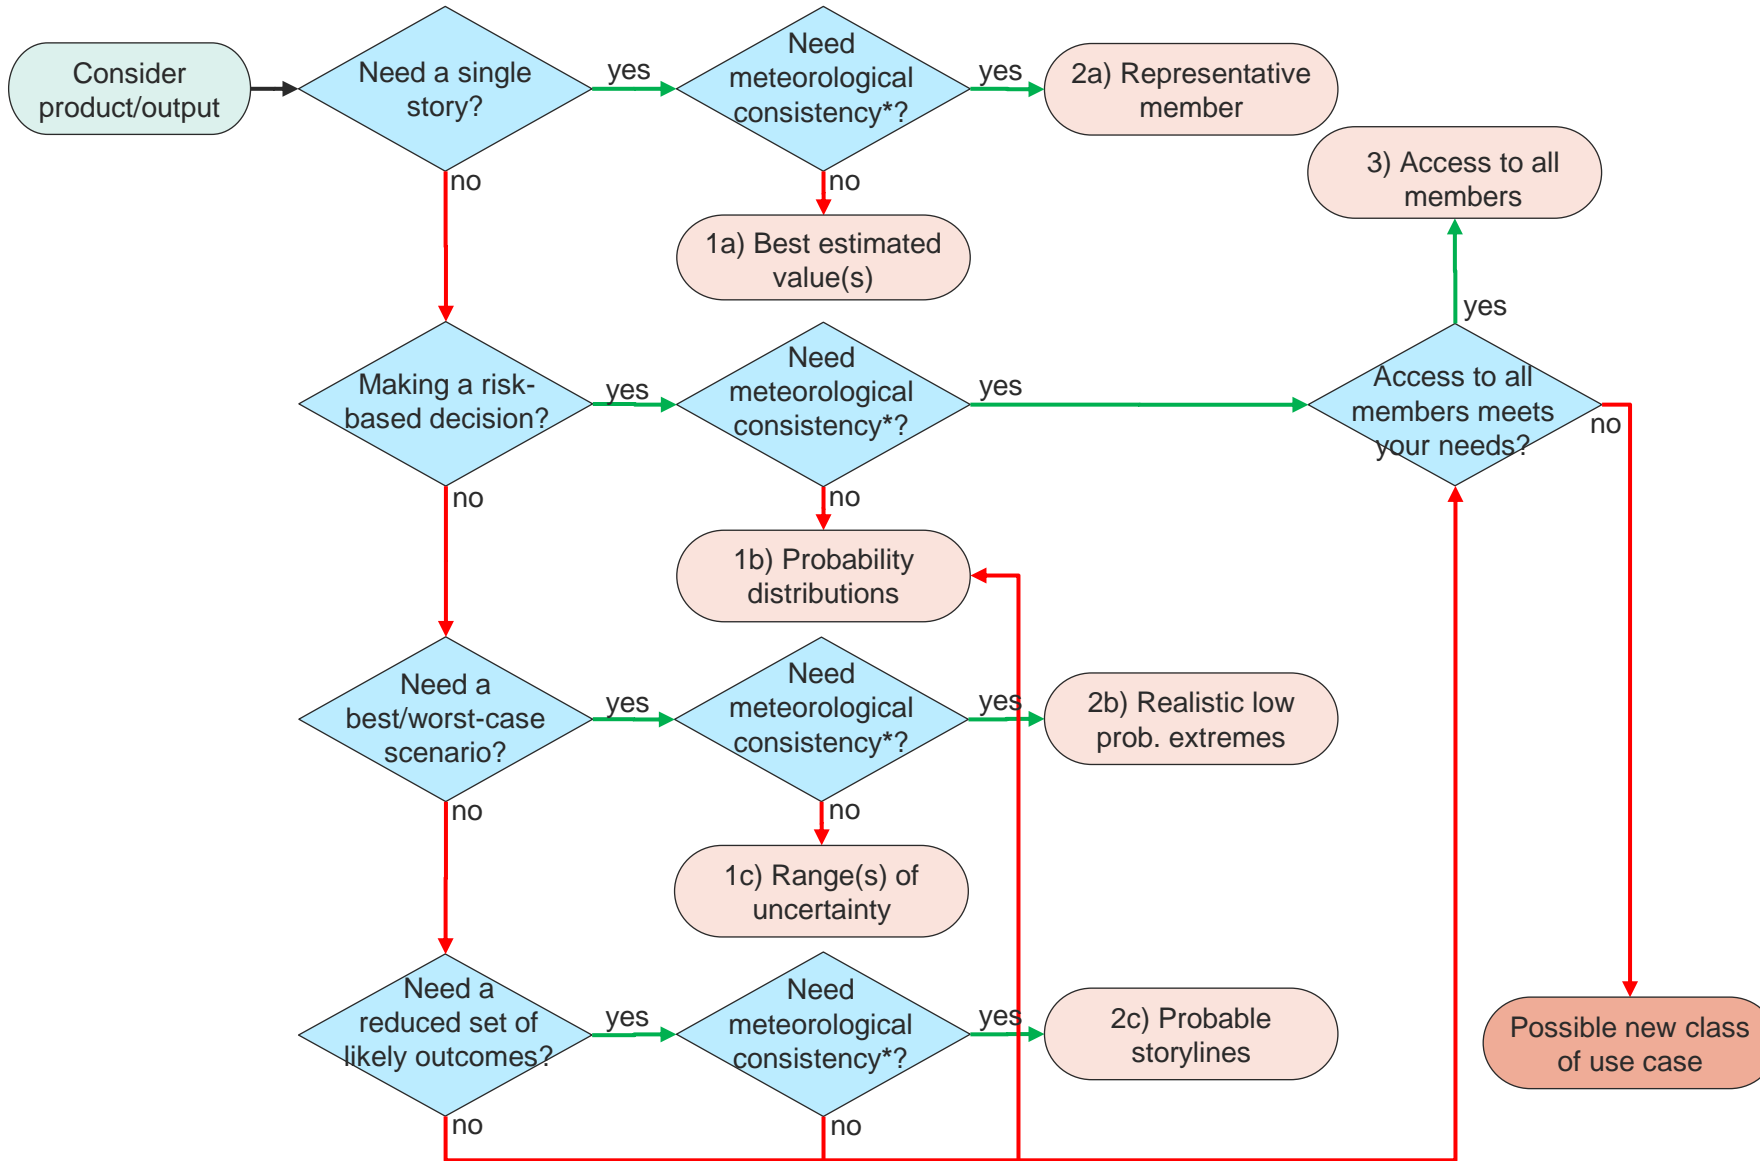 Consider
product/output
Need a single
story?
yes
no
Need
meteorological
consistency*?
yes
no
2a) Representative
member
1a) Best estimated
value(s)
3) Access to all
members
Making a risk-
based decision?
yes
no
Need
meteorological
consistency*?
yes
no
Access to all
members meets
your needs?
yes
no
1b) Probability
distributions
Need a
best/worst-case
scenario?
yes
no
Need
meteorological
consistency*?
yes
no
2b) Realistic low
prob. extremes
1c) Range(s) of
uncertainty
Need a
reduced set of
likely outcomes?
yes
no
Need
meteorological
consistency*?
yes
no
2c) Probable
storylines
Possible new class
of use case